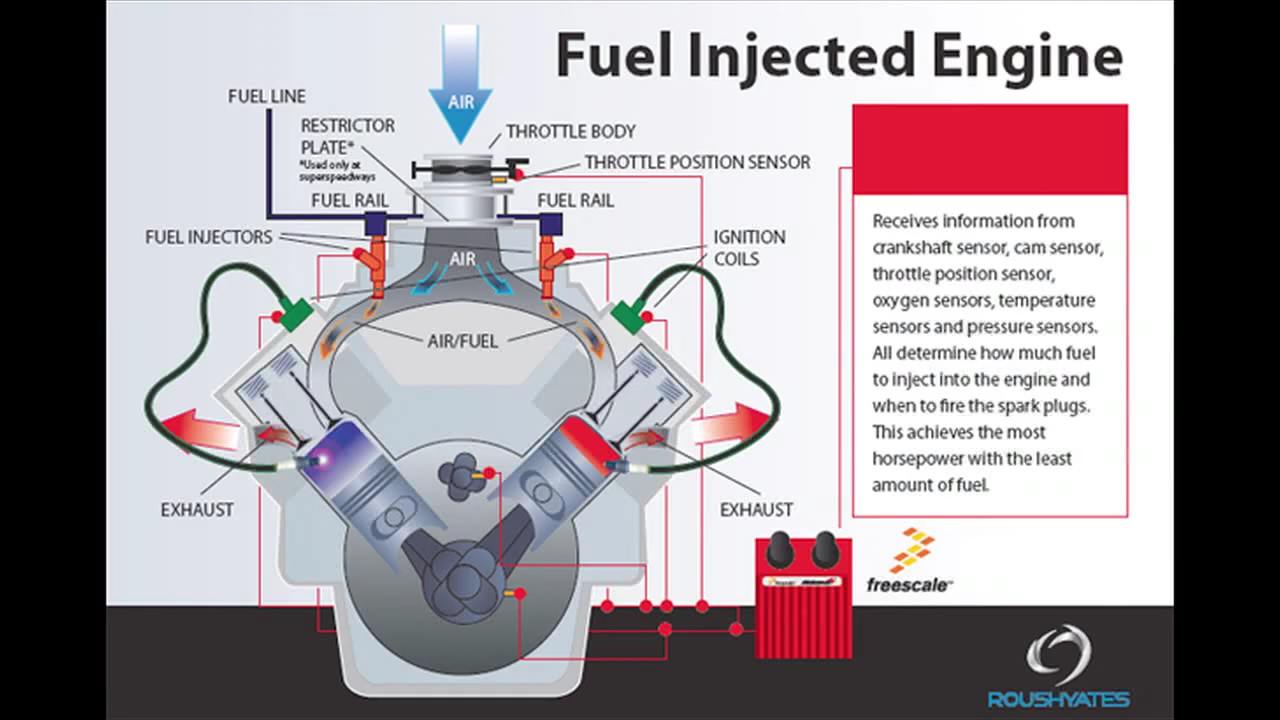 Fuel Injected Engine
AIR
FUEL LINE
RESTRICTOR
PLATE*
*Used only at
superspeedways
THROTTLE BODY
THROTTLE POSITION SENSOR
FUEL RAIL
FUEL RAIL
FUEL INJECTORS
IGNITION
COILS
AIR
AIR/FUEL
EXHAUST
EXHAUST
Receives information from
crankshaft sensor, cam sensor,
throttle position sensor,
oxygen sensors, temperature
sensors and pressure sensors.
All determine how much fuel
to inject into the engine and
when to fire the spark plugs.
This achieves the most
horsepower with the least
amount of fuel.
freescale™
ROUSHYATES